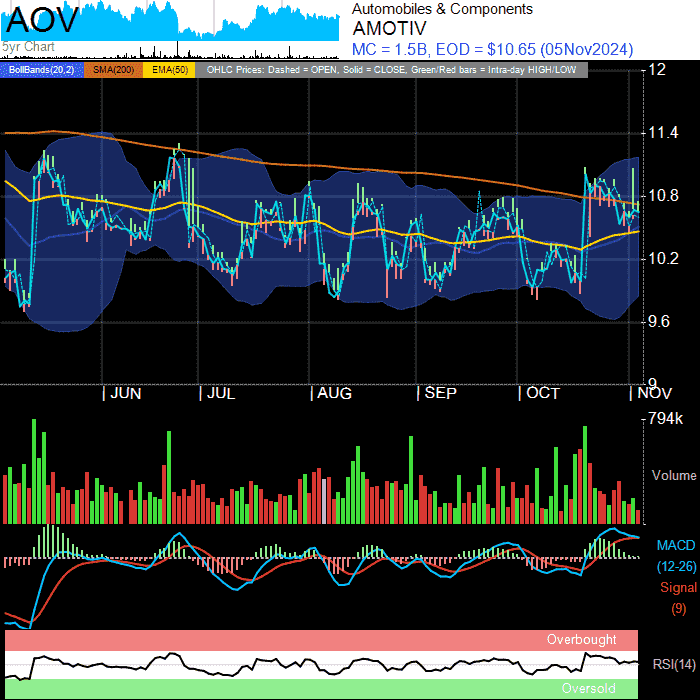 AOV
5yr Chart
Automobiles & Components
AMOTIV
MC = 1.5B, EOD = $10.65 (05Nov2024)
BollBands(20,2) SMA(200) EMA(50) OHLC Prices: Dashed = OPEN, Solid = CLOSE, Green/Red bars = Intra-day HIGH/LOW
12
11.4
10.8
10.2
9.6
9
JUN JUL AUG SEP OCT NOV
794k
Volume
MACD
(12-26)
Signal
(9)
Overbought
RSI(14)
Oversold